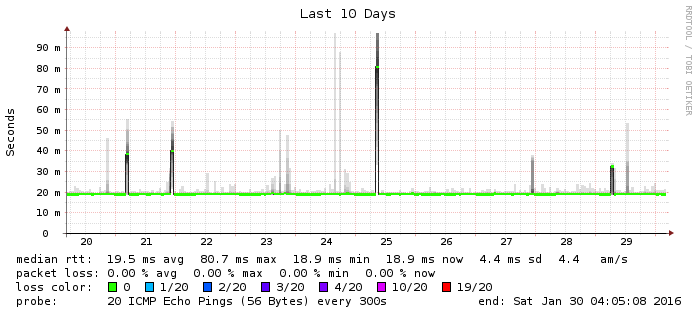 Last 10 Days
RRDTOOL / TOBI OETIKER
Seconds
90 m
80 m
70 m
60 m
50 m
40 m
30 m
20 m
10 m
0
20 21 22 23 24 25 26 27 28 29
median rtt: 19.5 ms avg 80.7 ms max 18.9 ms min 18.9 ms now 4.4 ms sd 4.4 am/s
packet loss: 0.00 % avg 0.00 % max 0.00 % min 0.00 % now
loss color: 0 1/20 2/20 3/20 4/20 10/20 19/20
probe: 20 ICMP Echo Pings (56 Bytes) every 300s end: Sat Jan 30 04:05:08 2016